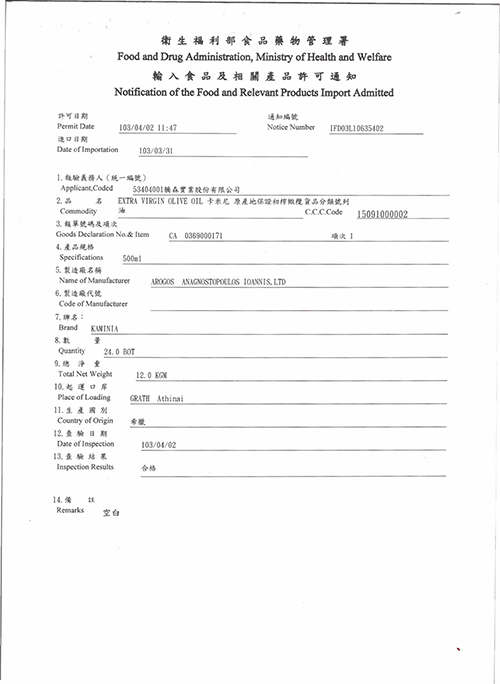 衛生福利部食品藥物管理署
Food and Drug Administration, Ministry of Health and Welfare
輸入食品及相關產品許可通知
Notification of the Food and Relevant Products Import Admitted
許可日期 通知編號
Permit Date 103/04/02 11:47 Notice Number IFD03L10635402
進口日期
Date of Importation 103/03/31
1.報驗義務人（統一編號）
Applicant,Coded 53404001騰森實業股份有限公司
2.品 名 EXTRA VIRGIN OLIVE OIL 卡米尼 原產地保證初榨橄欖 貨品分類號列
Commodity 油 C.C.C.Code 15091000002
3.報單號碼及項次
Goods Declaration No.& Item CA 0369000171 項次 1
4.產品規格
Specifications 500ml
5.製造廠名稱
Name of Manufacturer AROGOS ANAGNOSTOPOULOS IOANNIS,LTD
6.製造廠代號
Code of Manufacturer
7.牌名：
Brand KAMINIA
8.數 量
Quantity 24.0 BOT
9.總 淨 重
Total Net Weight 12.0 KGM
10.起運口岸
Place of Loading GRATH Athinai
11.生產國別
Country of Origin 希臘
12.查驗日期
Date of Inspection 103/04/02
13.查驗結果
Inspection Results 合格
14.備 註
Remarks 空白